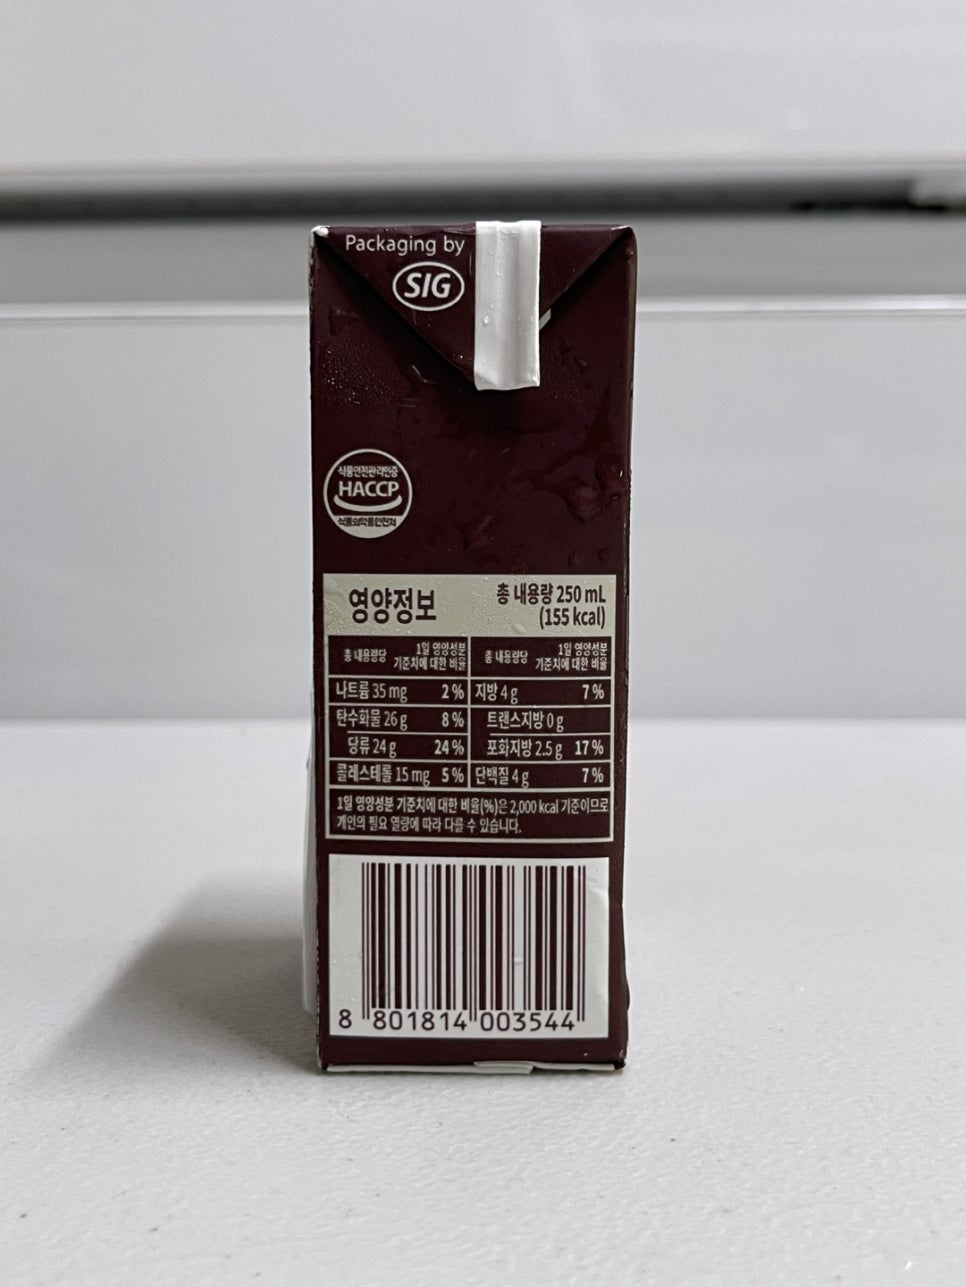 Packaging by
SIG
식품안전관리인증
HACCP
식품의약품안전처
영양정보
총 내용량 250 mL
(155 kcal)
총 내용량당 1일 영양성분 기준치에 대한 비율
총 내용량당 1일 영양성분 기준치에 대한 비율
나트륨 35 mg 2 % 지방 4 g 7 %
탄수화물 26 g 8 % 트랜스지방 0 g
당류 24 g 24 % 포화지방 2.5 g 17 %
콜레스테롤 15 mg 5 % 단백질 4 g 7 %
1일 영양성분 기준치에 대한 비율(%)은 2,000 kcal 기준이므로
개인의 필요 열량에 따라 다를 수 있습니다.
8 801814 003544